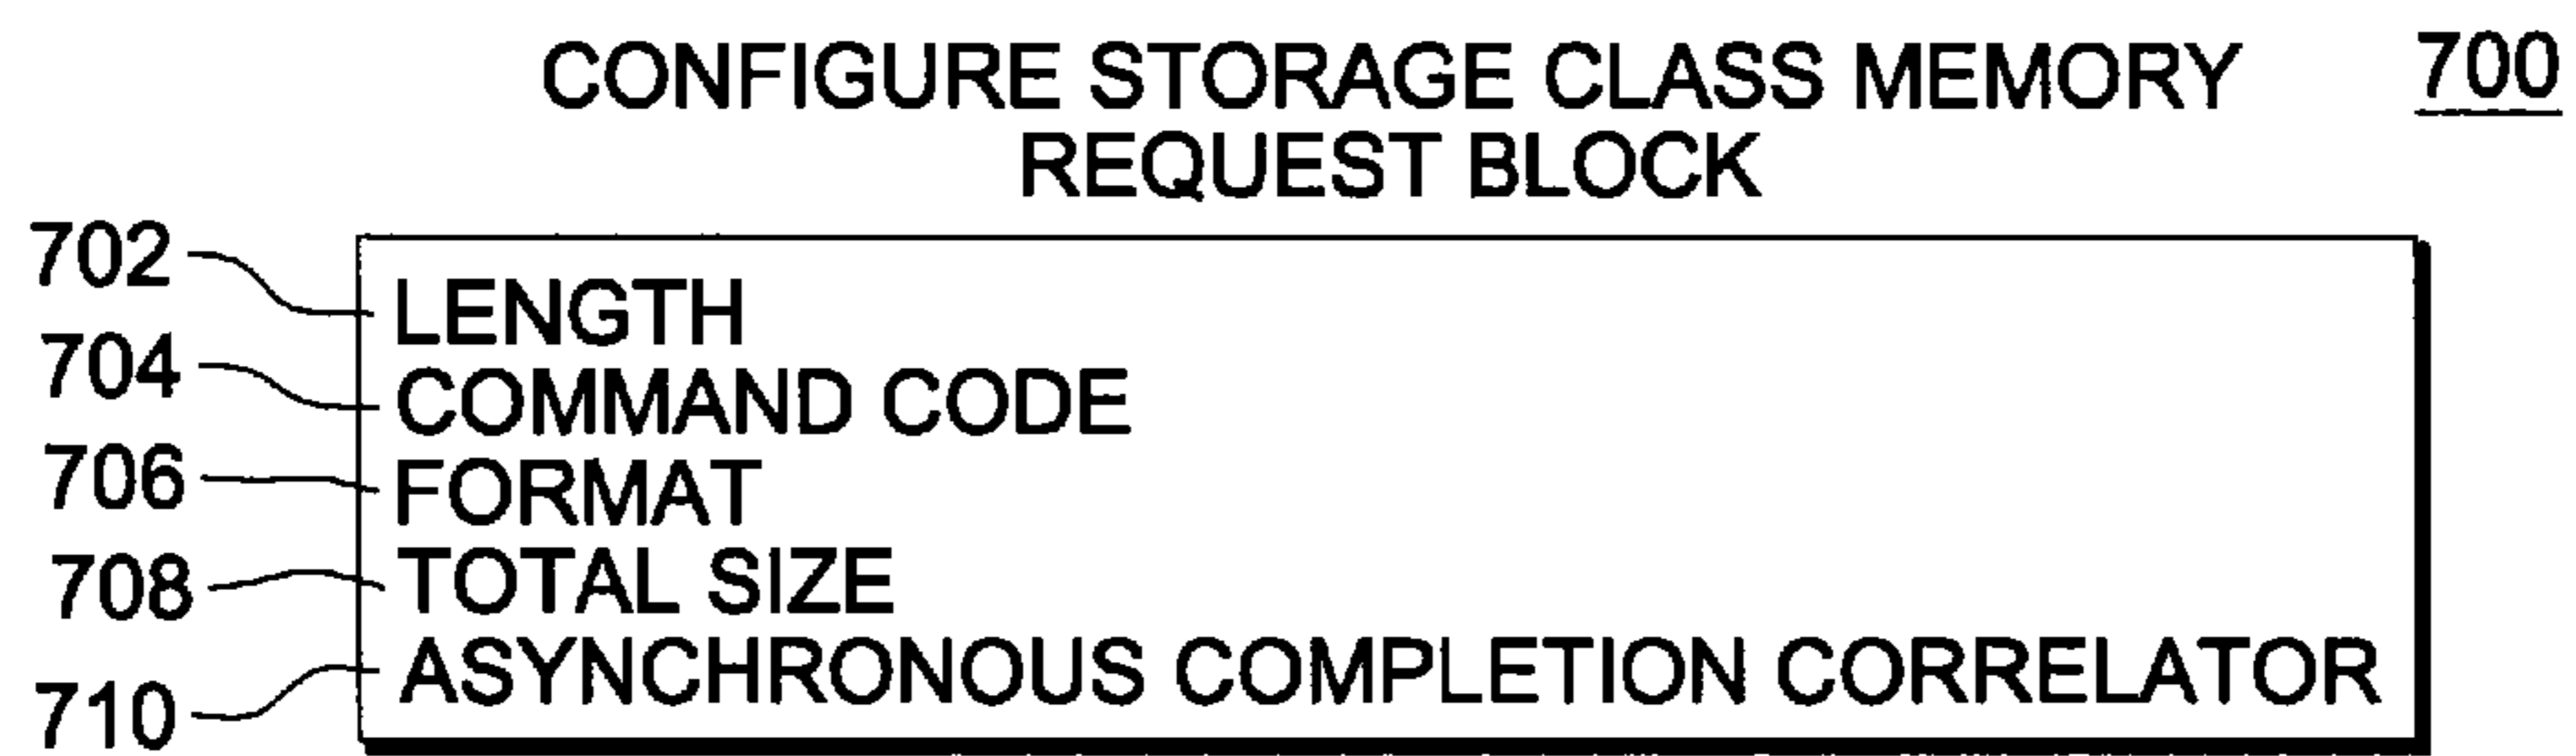 CONFIGURE STORAGE CLASS MEMORY 700
REQUEST BLOCK
702 LENGTH
704 COMMAND CODE
706 FORMAT
708 TOTAL SIZE
710 ASYNCHRONOUS COMPLETION CORRELATOR